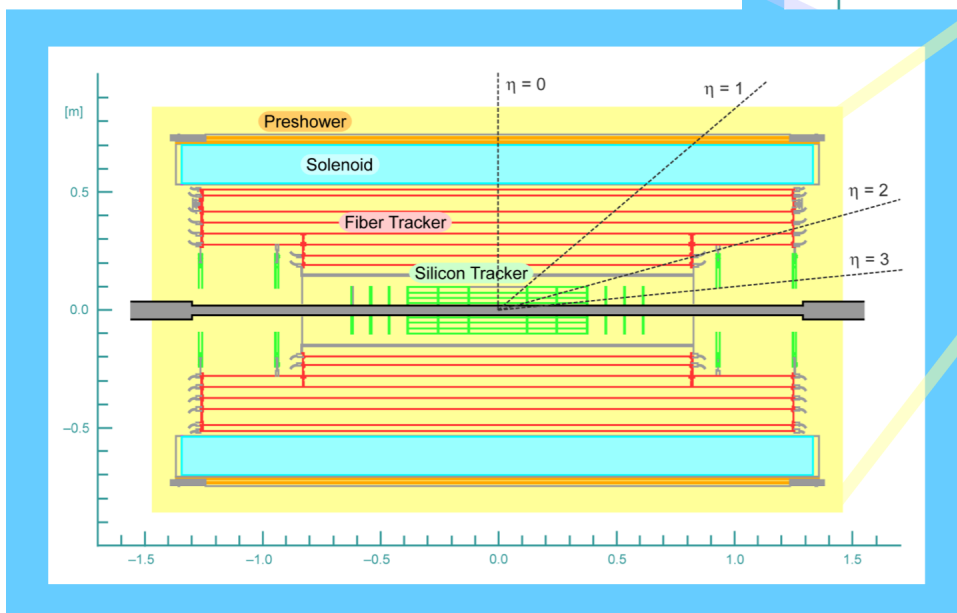 η = 0
η = 1
[m]
Preshower
Solenoid
0.5
η = 2
Fiber Tracker
η = 3
Silicon Tracker
0.0
–0.5
–1.5
–1.0
–0.5
0.0
0.5
1.0
1.5